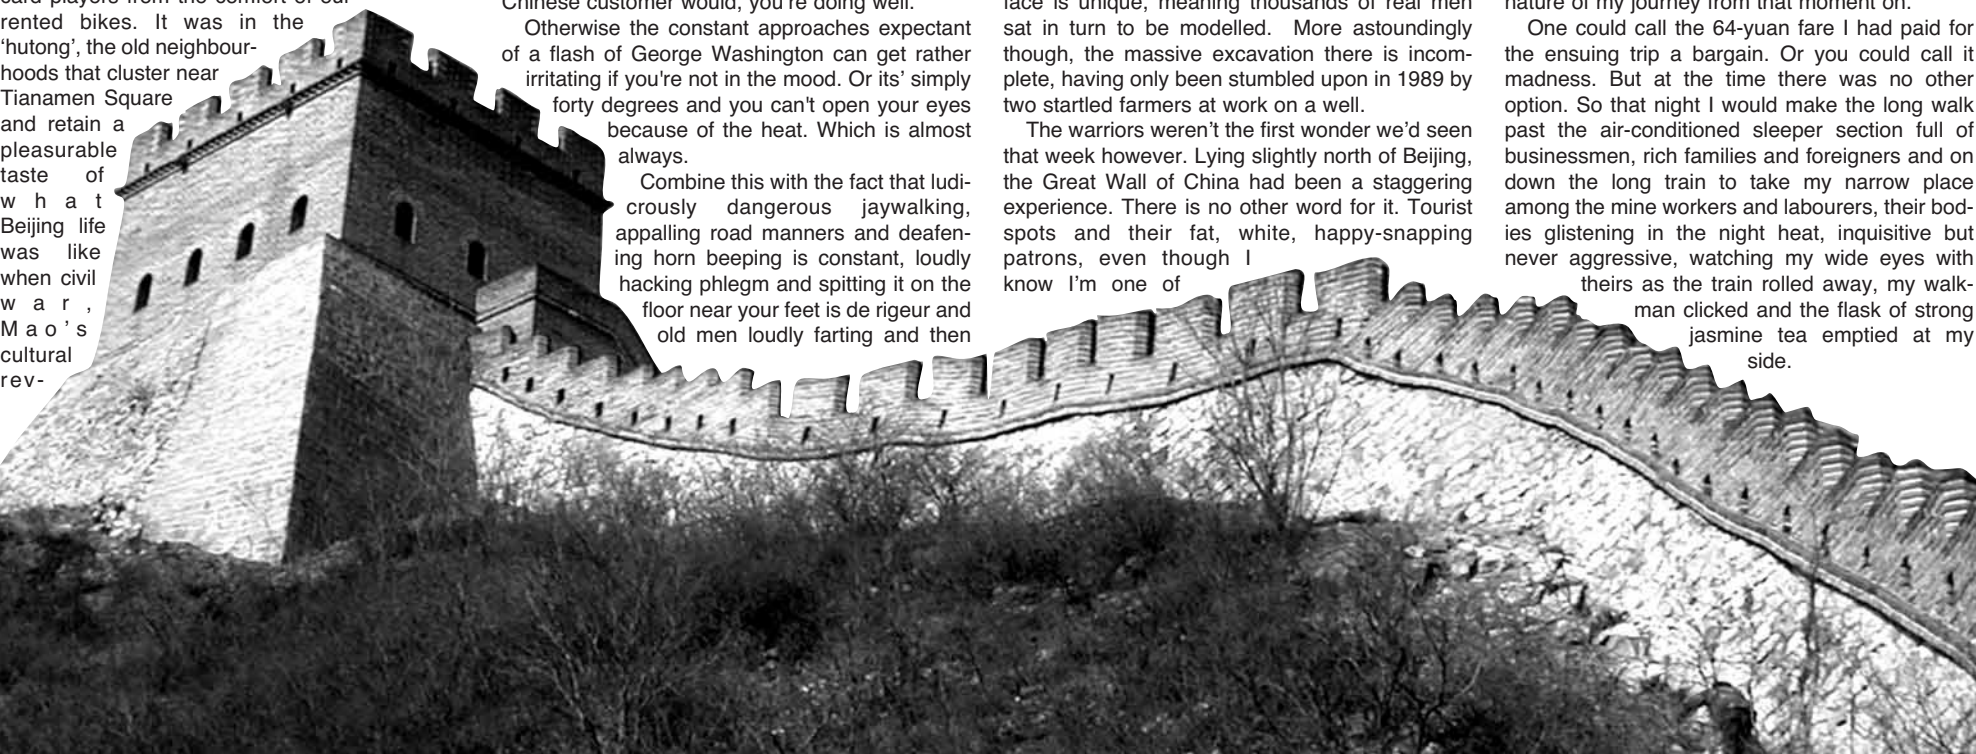 card players from the comfort of our
rented bikes. It was in the
‘hutong’, the old neighbour-
hoods that cluster near
Tianamen Square
and retain a
pleasurable
taste of
w h a t
Beijing life
was like
when civil
w a r ,
M a o ’ s
cultural
rev-
Chinese customer would, you're doing well.
Otherwise the constant approaches expectant
of a flash of George Washington can get rather
irritating if you're not in the mood. Or its’ simply
forty degrees and you can't open your eyes
because of the heat. Which is almost
always.
Combine this with the fact that ludi-
crously dangerous jaywalking,
appalling road manners and deafen-
ing horn beeping is constant, loudly
hacking phlegm and spitting it on the
floor near your feet is de rigeur and
old men loudly farting and then
face is unique, meaning thousands of real men
sat in turn to be modelled. More astoundingly
though, the massive excavation there is incom-
plete, having only been stumbled upon in 1989 by
two startled farmers at work on a well.
The warriors weren’t the first wonder we’d seen
that week however. Lying slightly north of Beijing,
the Great Wall of China had been a staggering
experience. There is no other word for it. Tourist
spots and their fat, white, happy-snapping
patrons, even though I
know I’m one of
nature of my journey from that moment on.
One could call the 64-yuan fare I had paid for
the ensuing trip a bargain. Or you could call it
madness. But at the time there was no other
option. So that night I would make the long walk
past the air-conditioned sleeper section full of
businessmen, rich families and foreigners and on
down the long train to take my narrow place
among the mine workers and labourers, their bod-
ies glistening in the night heat, inquisitive but
never aggressive, watching my wide eyes with
theirs as the train rolled away, my walk-
man clicked and the flask of strong
jasmine tea emptied at my
side.